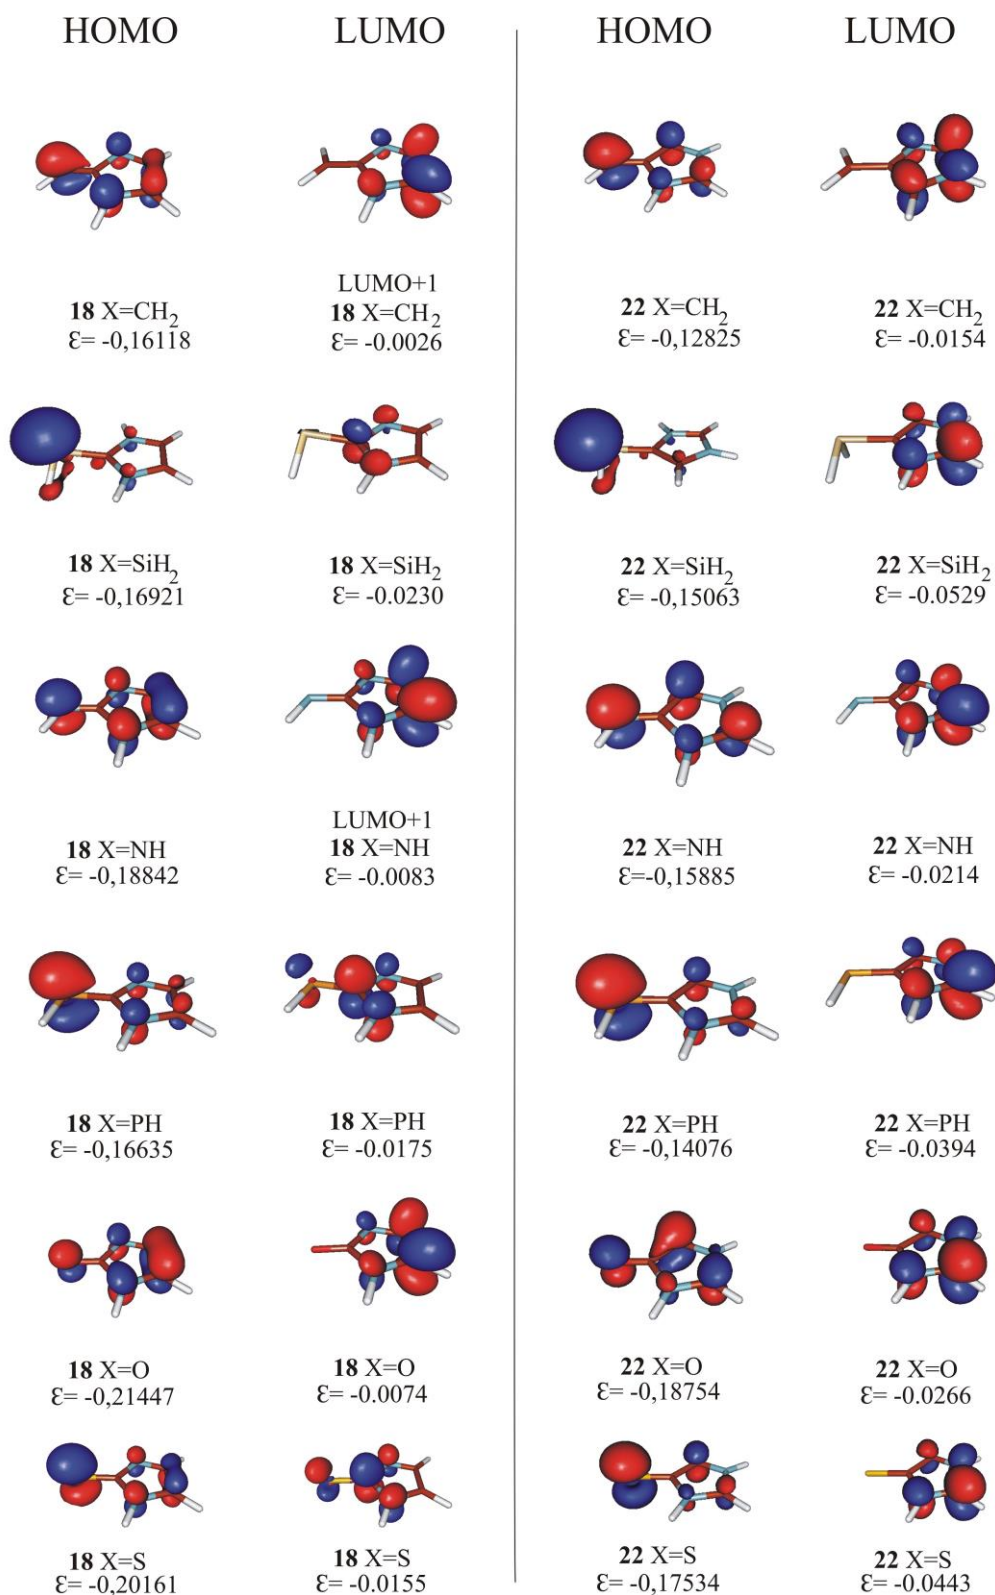 HOMO LUMO HOMO LUMO
LUMO+1
18 X=CH2 18 X=CH2 22 X=CH2 22 X=CH2
Ɛ= -0,16118 Ɛ= -0.0026 Ɛ= -0,12825 Ɛ= -0.0154
18 X=SiH2 18 X=SiH2 22 X=SiH2 22 X=SiH2
Ɛ= -0,16921 Ɛ= -0.0230 Ɛ= -0,15063 Ɛ= -0.0529
LUMO+1
18 X=NH 18 X=NH 22 X=NH 22 X=NH
Ɛ= -0,18842 Ɛ= -0.0083 Ɛ=-0,15885 Ɛ= -0.0214
18 X=PH 18 X=PH 22 X=PH 22 X=PH
Ɛ= -0,16635 Ɛ= -0.0175 Ɛ= -0,14076 Ɛ= -0.0394
18 X=O 18 X=O 22 X=O 22 X=O
Ɛ= -0,21447 Ɛ= -0.0074 Ɛ= -0,18754 Ɛ= -0.0266
18 X=S 18 X=S 22 X=S 22 X=S
Ɛ= -0,20161 Ɛ= -0.0155 Ɛ= -0,17534 Ɛ= -0.0443